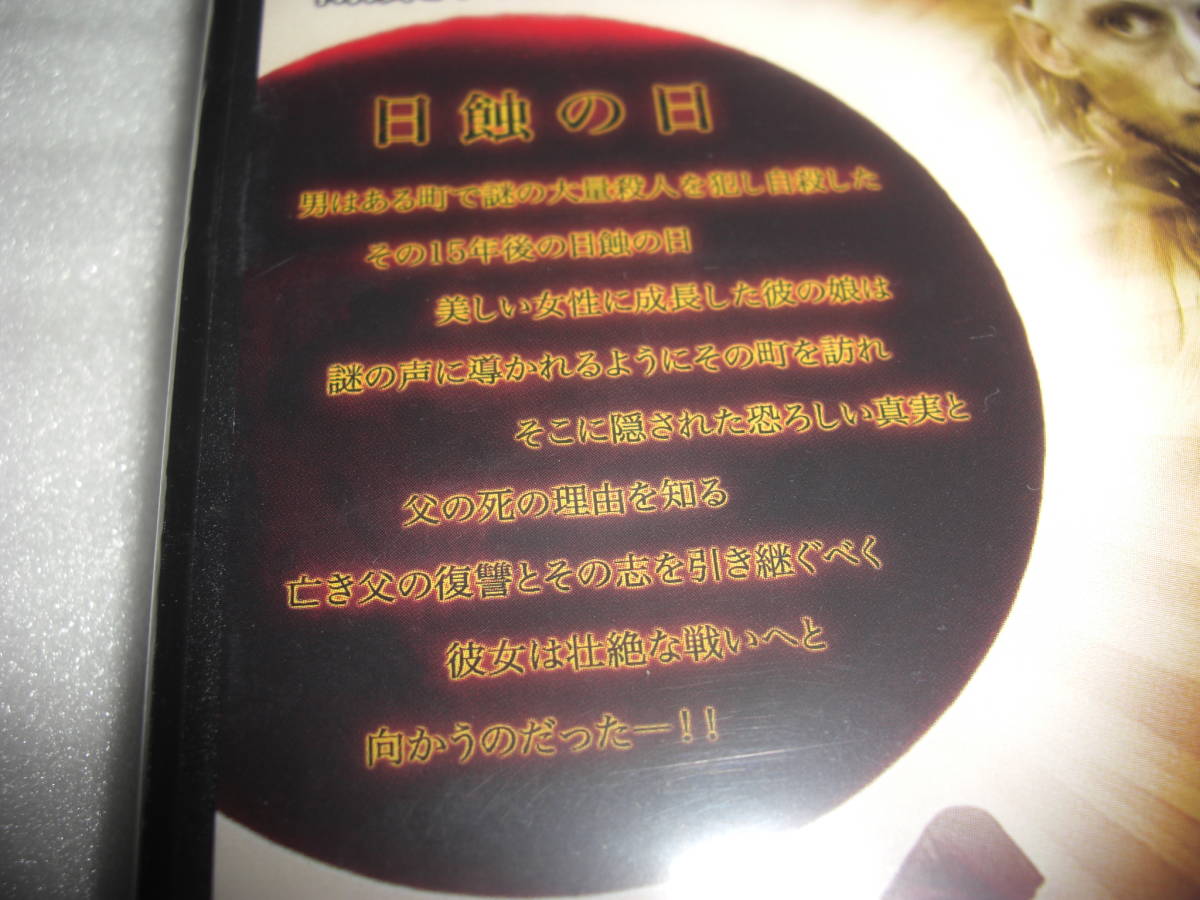 日蝕の日
男はある町で謎の大量殺人を犯し自殺した
その15年後の日蝕の日
美しい女性に成長した彼の娘は
謎の声に導かれるようにその町を訪れ
そこに隠された恐ろしい真実と
父の死の理由を知る
亡き父の復讐とその志を引き継ぐべく
彼女は壮絶な戦いへと
向かうのだった―!!